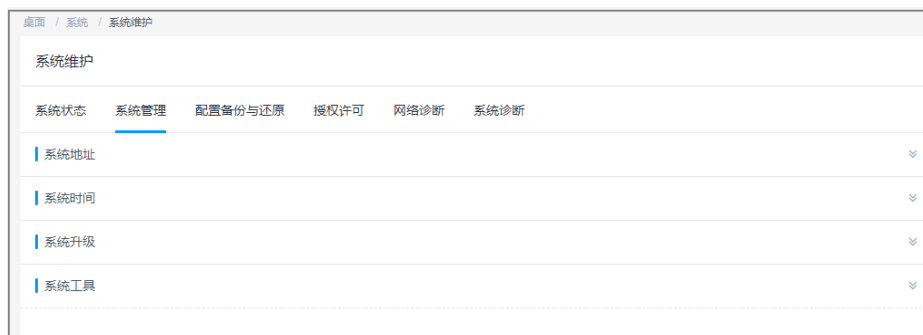 桌面 / 系统 / 系统维护
系统维护
系统状态 系统管理 配置备份与还原 授权许可 网络诊断 系统诊断
系统地址
系统时间
系统升级
系统工具